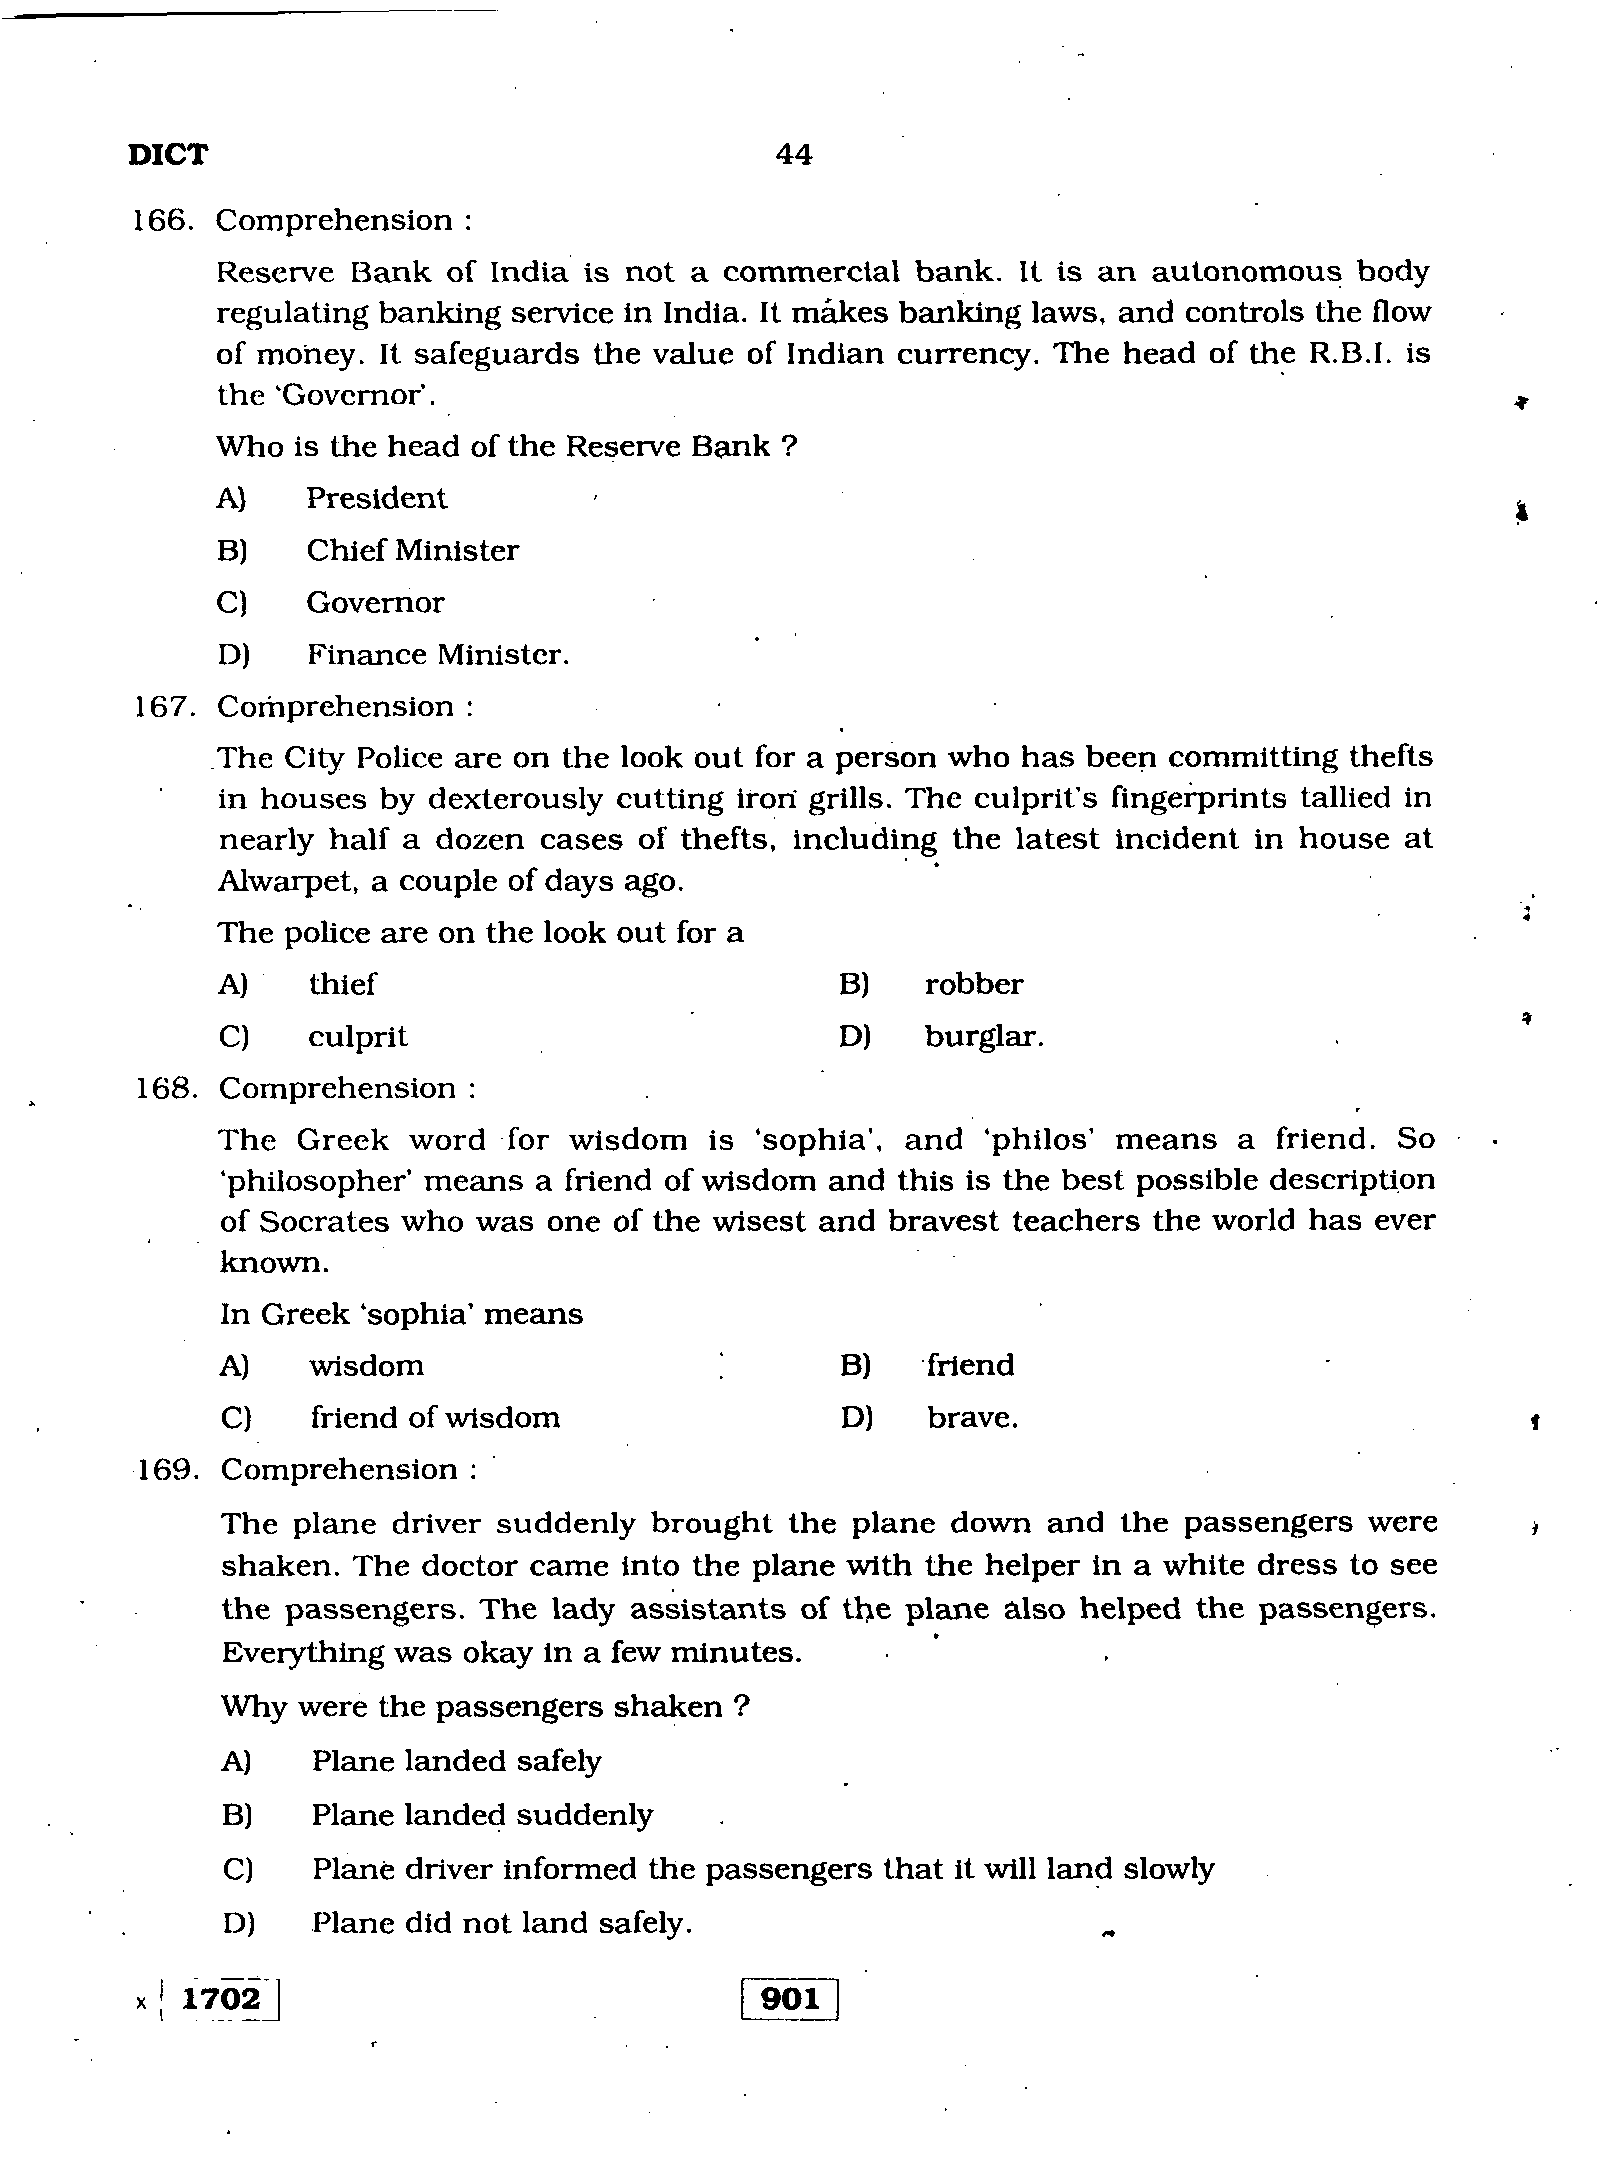 DICT 44
166. Comprehension :
Reserve Bank of India is not a commercial bank. It is an autonomous body
regulating banking service in India. It makes banking laws, and controls the flow
of money. It safeguards the value of Indian currency. The head of the R.B.I. is
the ‘Governor’.
Who is the head of the Reserve Bank ?
A) President
B) Chief Minister
C) Governor
D) Finance Minister.
167. Comprehension :
The City Police are on the look out for a person who has been committing thefts
in houses by dexterously cutting iron grills. The culprit's fingerprints tallied in
nearly half a dozen cases of thefts, including the latest incident in house at
Alwarpet, a couple of days ago.
The police are on the look out for a
A) thief B) robber
C) culprit D) burglar.
168. Comprehension :
The Greek word for wisdom is ‘sophia’, and ‘philos’ means a friend. So
‘philosopher’ means a friend of wisdom and this is the best possible description
of Socrates who was one of the wisest and bravest teachers the world has ever
known.
In Greek ‘sophia’ means
A) wisdom B) friend
C) friend of wisdom D) brave.
169. Comprehension :
The plane driver suddenly brought the plane down and the passengers were
shaken. The doctor came into the plane with the helper in a white dress to see
the passengers. The lady assistants of the plane also helped the passengers.
Everything was okay in a few minutes.
Why were the passengers shaken ?
A) Plane landed safely
B) Plane landed suddenly
C) Plane driver informed the passengers that it will land slowly
D) Plane did not land safely.
x 1702 901